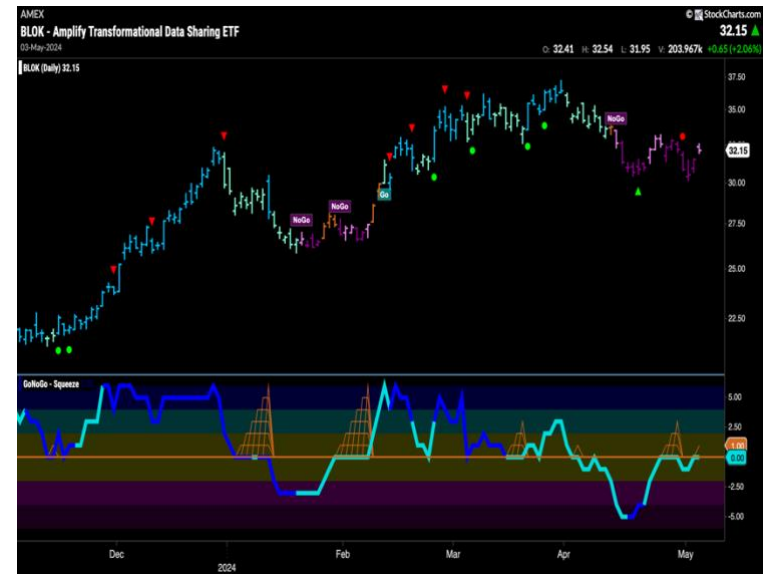 AMEX
© StockCharts.com
BLOK - Amplify Transformational Data Sharing ETF
32.15
03-May-2024
O: 32.41 H: 32.54 L: 31.95 V: 203.967k +0.65 (+2.06%)
BLOK (Daily) 32.15
37.50
35.00
32.15
30.00
27.50
25.00
22.50
NoGo
NoGo
Go
NoGo
GoNoGo - Squeeze
5.00
2.50
1.00
0.00
-2.50
-5.00
Dec
2024
Feb
Mar
Apr
May